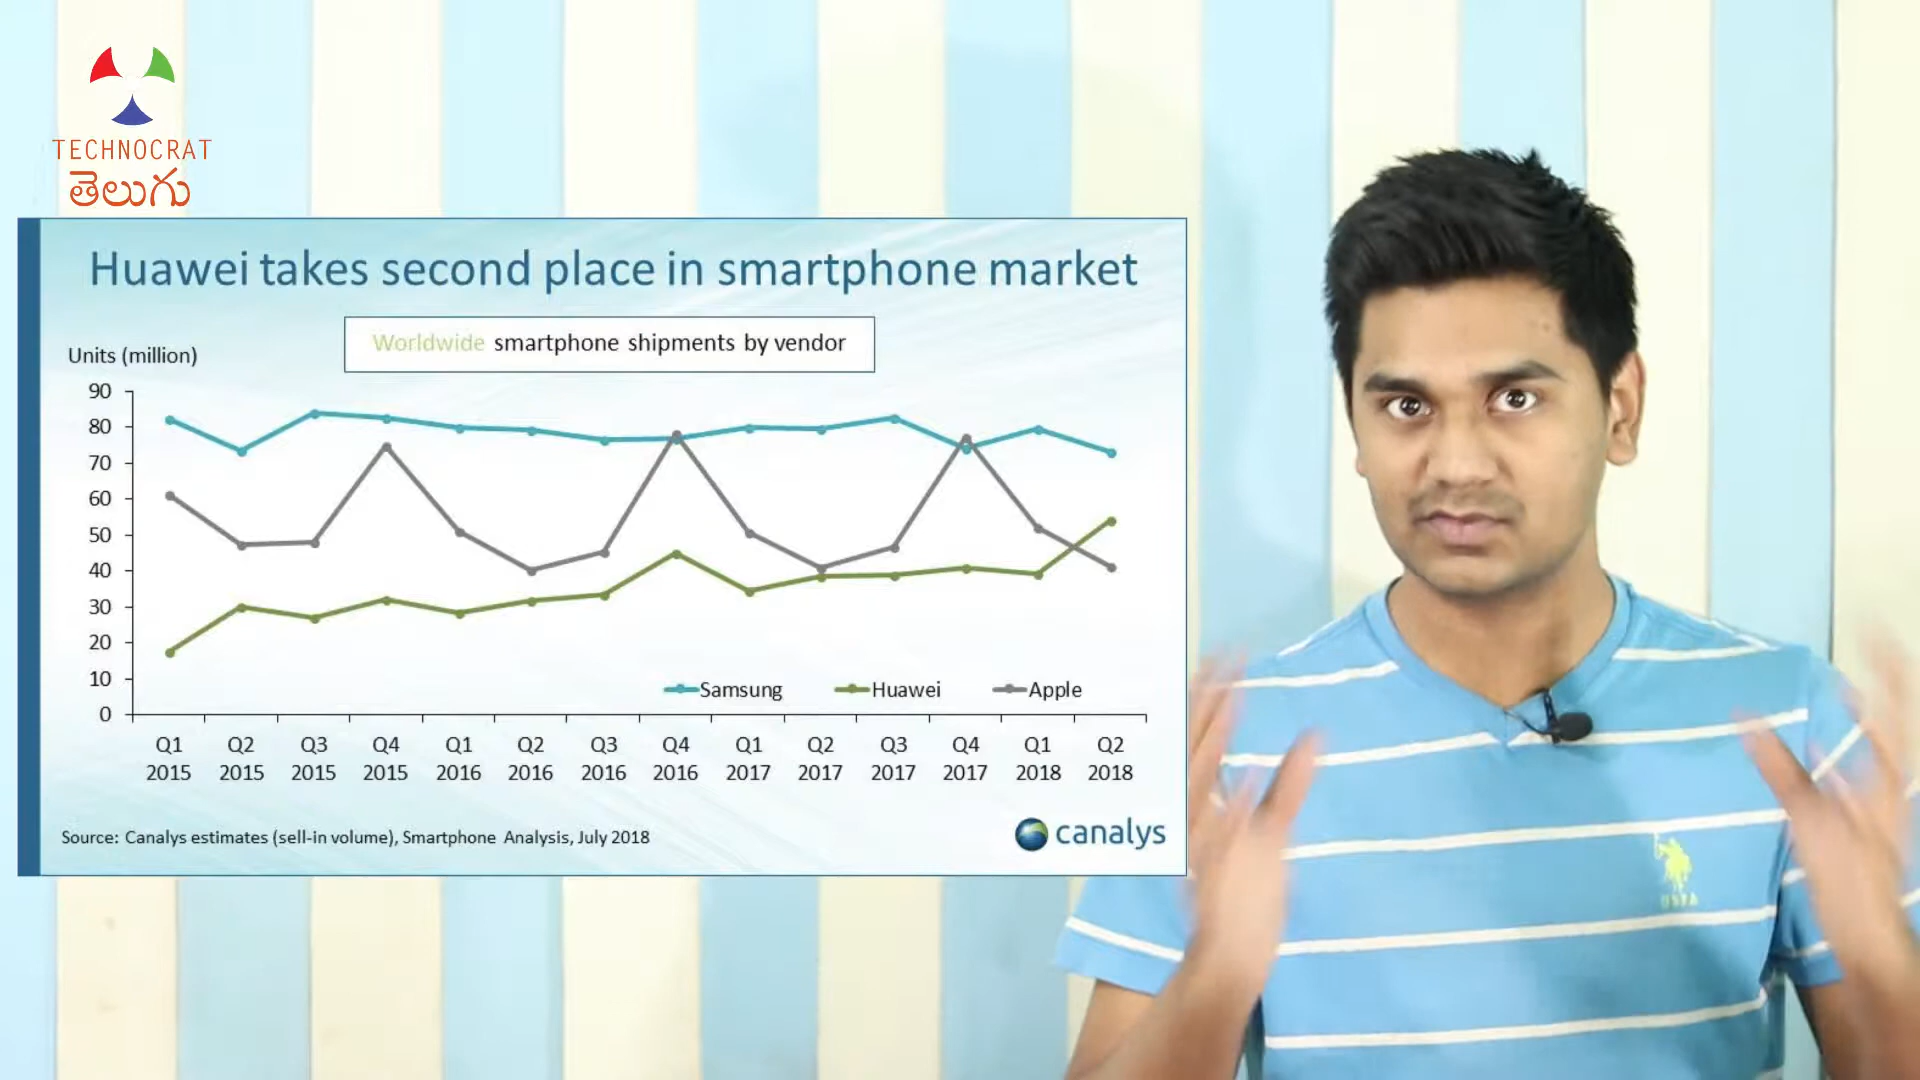 TECHNOCRAT
తెలుగు
Huawei takes second place in smartphone market
Worldwide smartphone shipments by vendor
Units (million)
90
80
70
60
50
40
30
20
10
0
Samsung Huawei Apple
Q1 Q2 Q3 Q4 Q1 Q2 Q3 Q4 Q1 Q2 Q3 Q4 Q1 Q2
2015 2015 2015 2015 2016 2016 2016 2016 2017 2017 2017 2017 2018 2018
Source: Canalys estimates (sell-in volume), Smartphone Analysis, July 2018
canalys